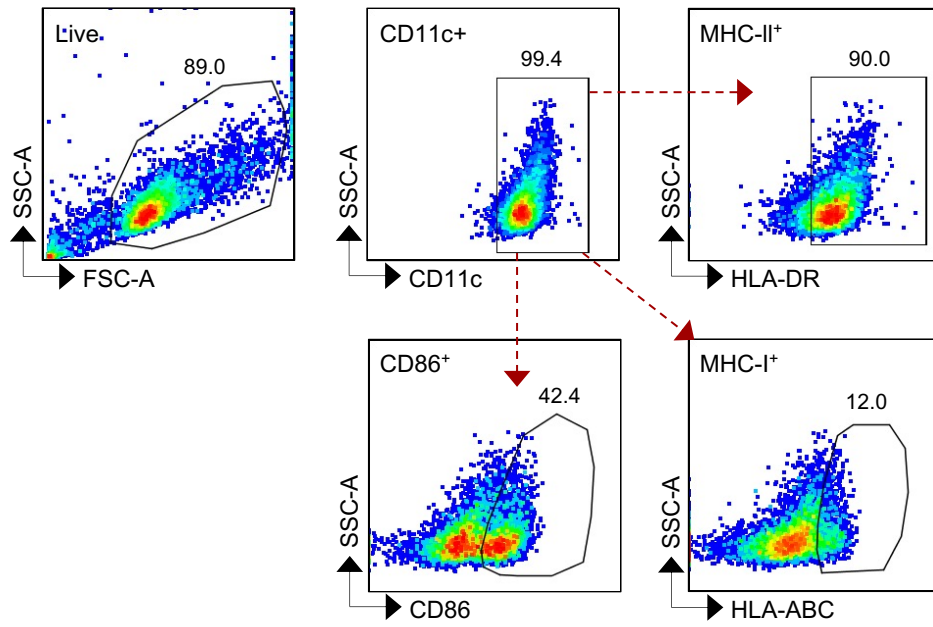 Live
89.0
SSC-A
FSC-A
CD11c+
99.4
SSC-A
CD11c
MHC-II⁺
90.0
SSC-A
HLA-DR
CD86⁺
42.4
SSC-A
CD86
MHC-I⁺
12.0
SSC-A
HLA-ABC